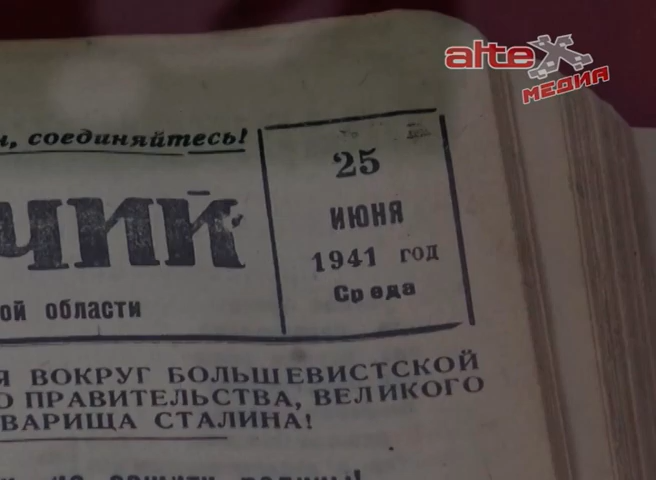 alteX
МЕДИА
, соединяйтесь!
25
ИЮНЯ
1941 год
Среда
чий
ой области
Я ВОКРУГ БОЛЬШЕВИСТСКОЙ
О ПРАВИТЕЛЬСТВА, ВЕЛИКОГО
ВАРИЩА СТАЛИНА!